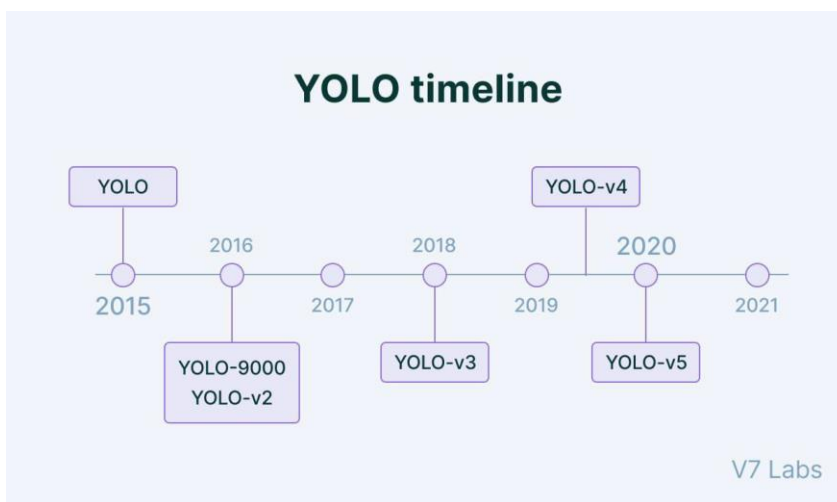 YOLO timeline
YOLO
YOLO-v4
2016
2018
2020
2015
2017
2019
2021
YOLO-9000
YOLO-v2
YOLO-v3
YOLO-v5
V7 Labs